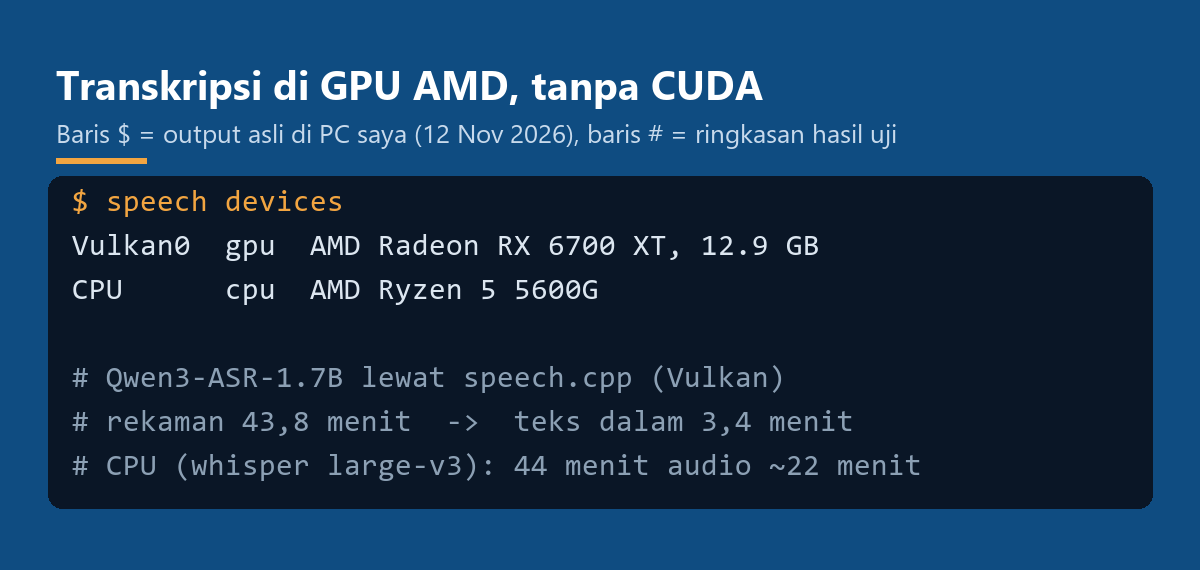 Transkripsi di GPU AMD, tanpa CUDA
Baris $ = output asli di PC saya (12 Nov 2026), baris # = ringkasan hasil uji
$ speech devices
Vulkan0  gpu  AMD Radeon RX 6700 XT, 12.9 GB
CPU      cpu  AMD Ryzen 5 5600G
# Qwen3-ASR-1.7B lewat speech.cpp (Vulkan)
# rekaman 43,8 menit  ->  teks dalam 3,4 menit
# CPU (whisper large-v3): 44 menit audio ~22 menit